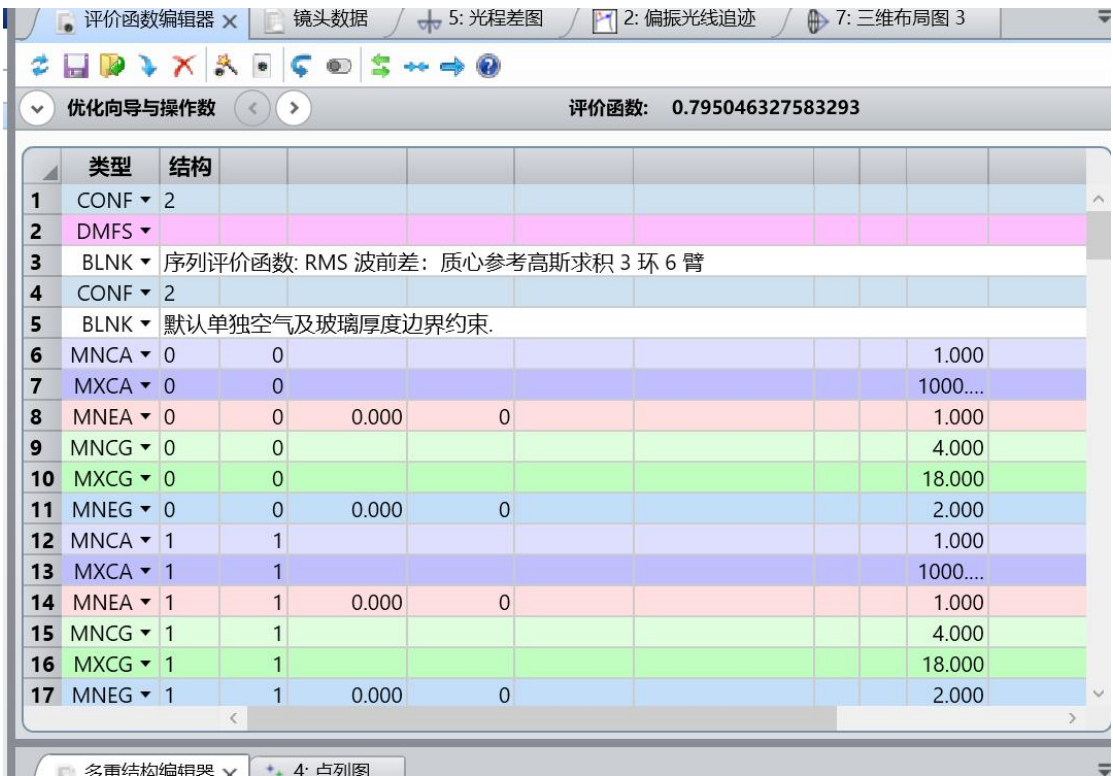 评价函数编辑器 × 镜头数据 5: 光程差图 2: 偏振光线追迹 7: 三维布局图 3
优化向导与操作数 评价函数: 0.795046327583293
类型 结构
1 CONF 2
2 DMFS
3 BLNK 序列评价函数: RMS 波前差：质心参考高斯求积 3 环 6 臂
4 CONF 2
5 BLNK 默认单独空气及玻璃厚度边界约束.
6 MNCA 0 0 1.000
7 MXCA 0 0 1000....
8 MNEA 0 0 0.000 0 1.000
9 MNCG 0 0 4.000
10 MXCG 0 0 18.000
11 MNEG 0 0 0.000 0 2.000
12 MNCA 1 1 1.000
13 MXCA 1 1 1000....
14 MNEA 1 1 0.000 0 1.000
15 MNCG 1 1 4.000
16 MXCG 1 1 18.000
17 MNEG 1 1 0.000 0 2.000
多重结构编辑器 × 4: 点列图